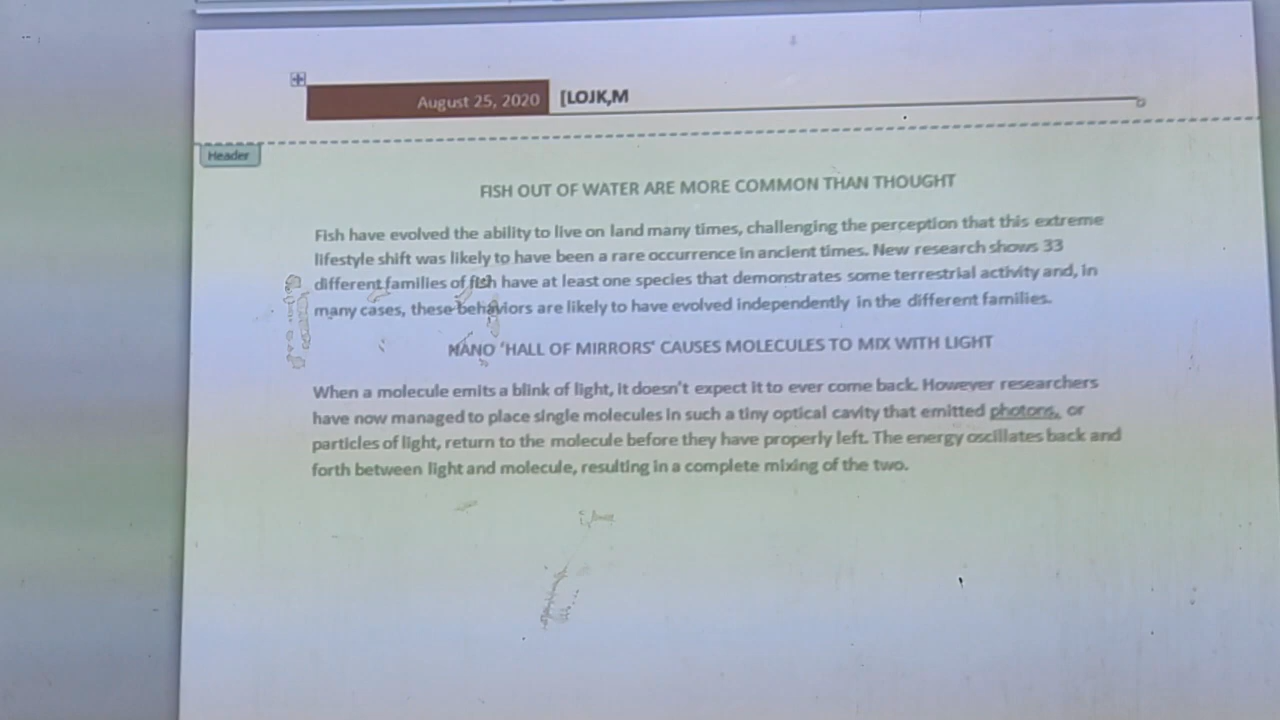 August 25, 2020 [LOJK,M
Header
FISH OUT OF WATER ARE MORE COMMON THAN THOUGHT
Fish have evolved the ability to live on land many times, challenging the perception that this extreme
lifestyle shift was likely to have been a rare occurrence in ancient times. New research shows 33
different families of fish have at least one species that demonstrates some terrestrial activity and, in
many cases, these behaviors are likely to have evolved independently in the different families.
NANO 'HALL OF MIRRORS' CAUSES MOLECULES TO MIX WITH LIGHT
When a molecule emits a blink of light, it doesn't expect it to ever come back. However researchers
have now managed to place single molecules in such a tiny optical cavity that emitted photons, or
particles of light, return to the molecule before they have properly left. The energy oscillates back and
forth between light and molecule, resulting in a complete mixing of the two.